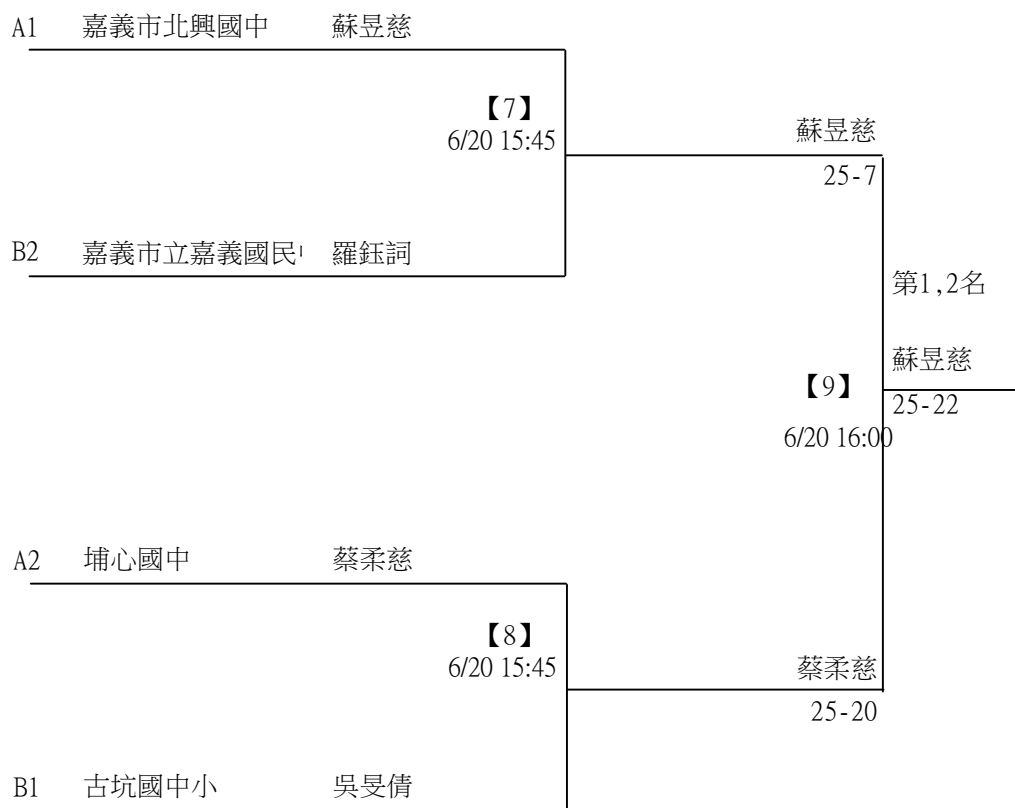 A1 嘉義市北興國中 蘇昱慈
【7】
6/20 15:45
蘇昱慈
25-7
B2 嘉義市立嘉義國民 羅鈺詞
第1,2名
蘇昱慈
【9】
25-22
6/20 16:00
A2 埔心國中 蔡柔慈
【8】
6/20 15:45
蔡柔慈
25-20
B1 古坑國中小 吳旻倩